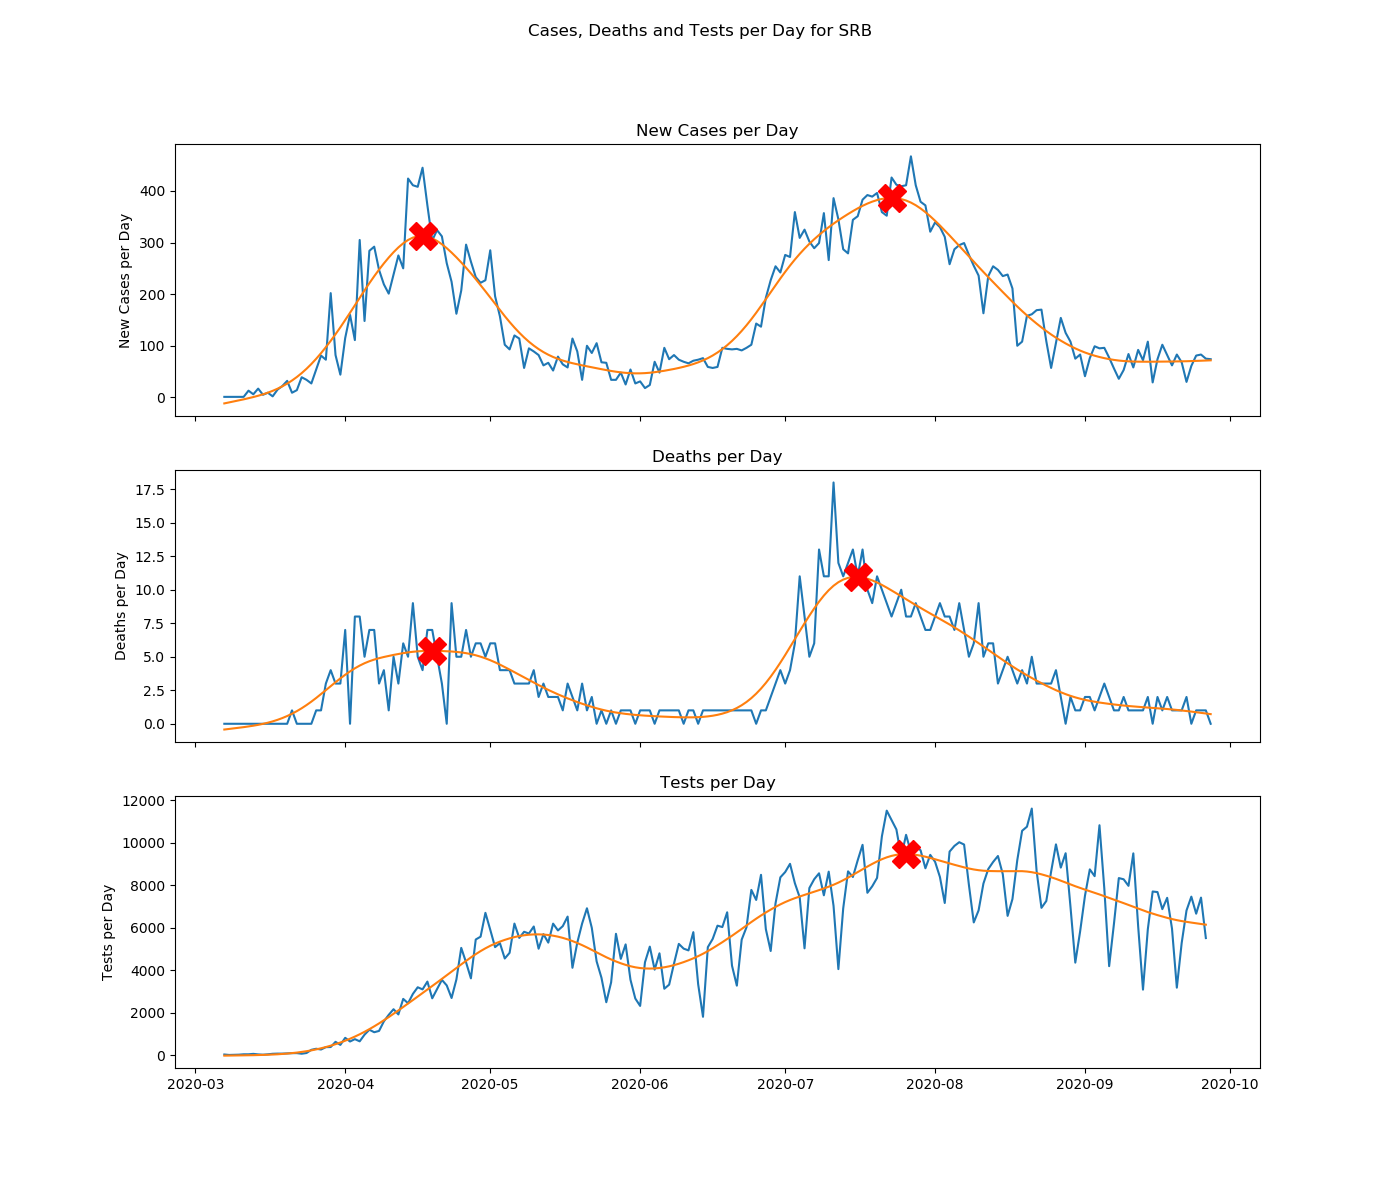 Cases, Deaths and Tests per Day for SRB
New Cases per Day
400
300
200
100
0
New Cases per Day
Deaths per Day
17.5
15.0
12.5
10.0
7.5
5.0
2.5
0.0
Deaths per Day
Tests per Day
12000
10000
8000
6000
4000
2000
0
Tests per Day
2020-03 2020-04 2020-05 2020-06 2020-07 2020-08 2020-09 2020-10